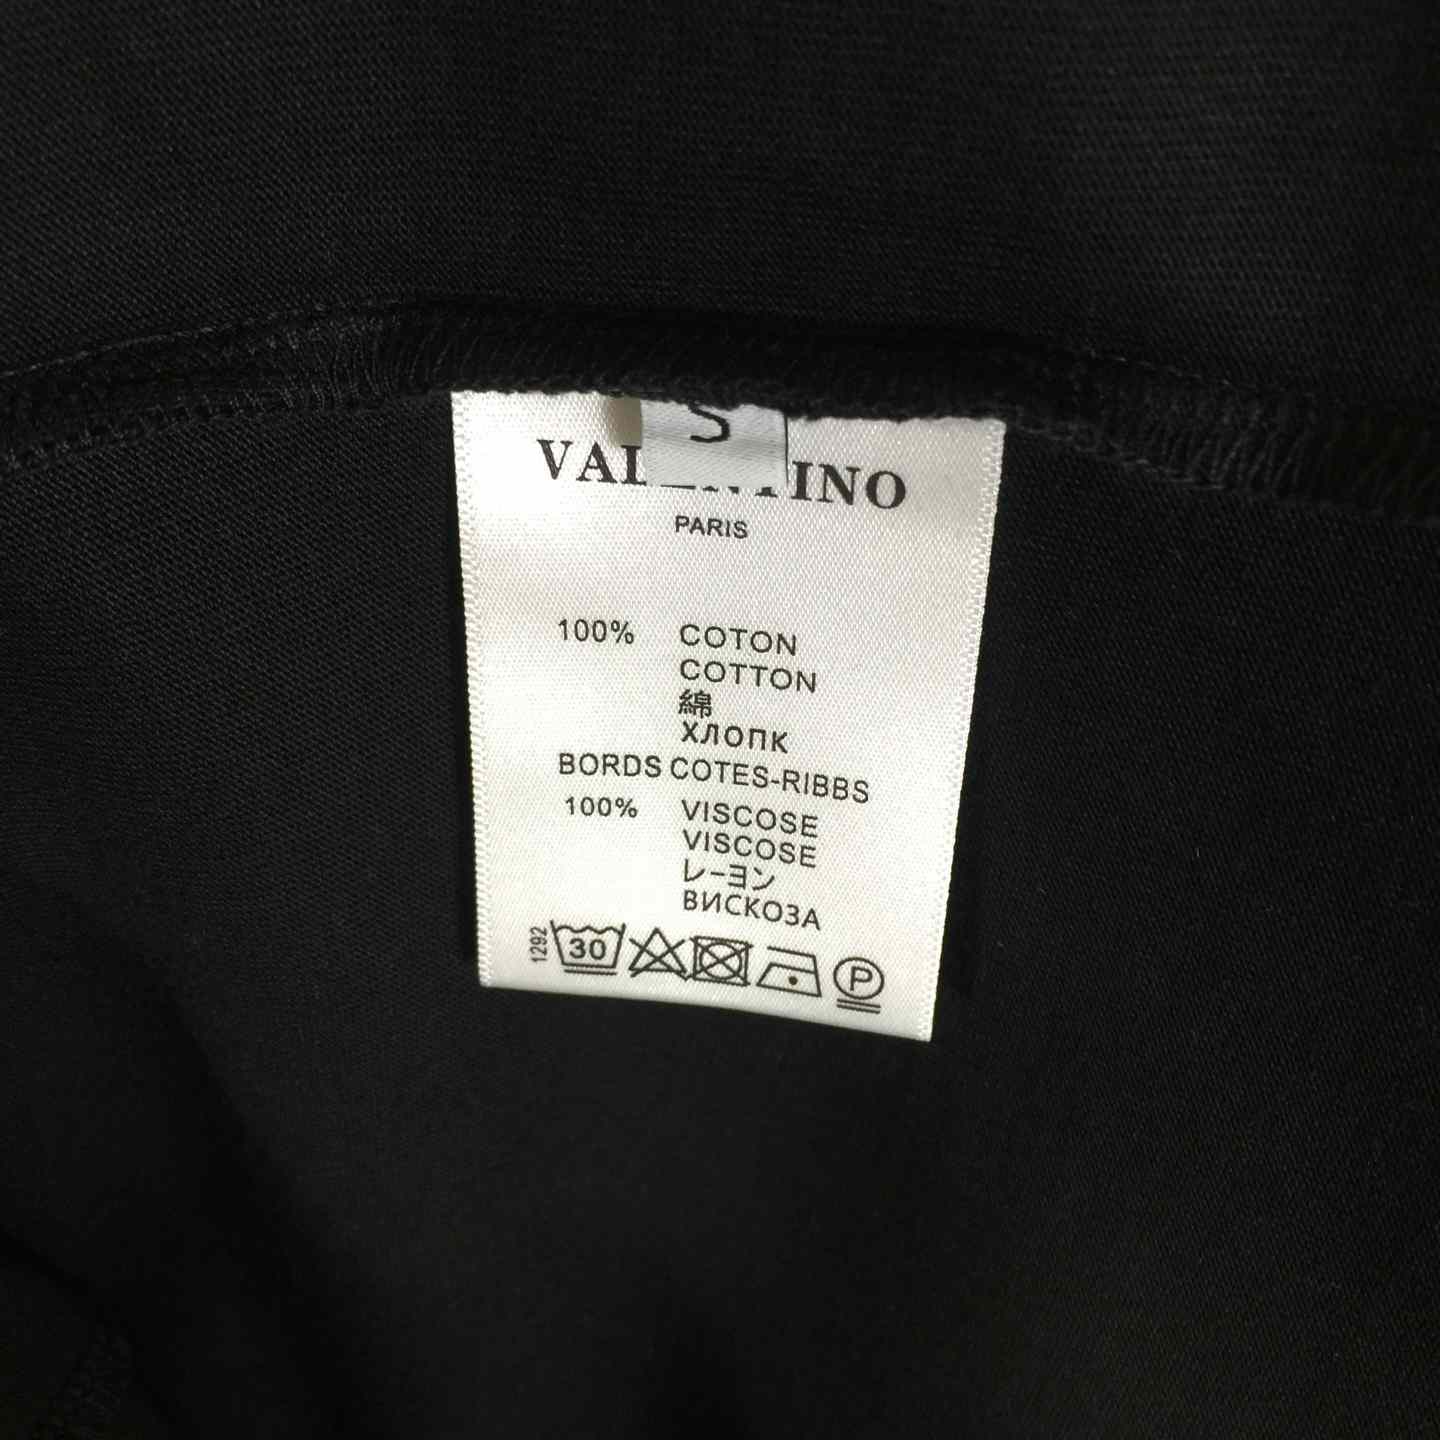 S
VALENTINO
PARIS
100% COTON
COTTON
綿
ХЛОПК
BORDS COTES-RIBBS
100% VISCOSE
VISCOSE
レーヨン
ВИСКОЗА
1292 30 P